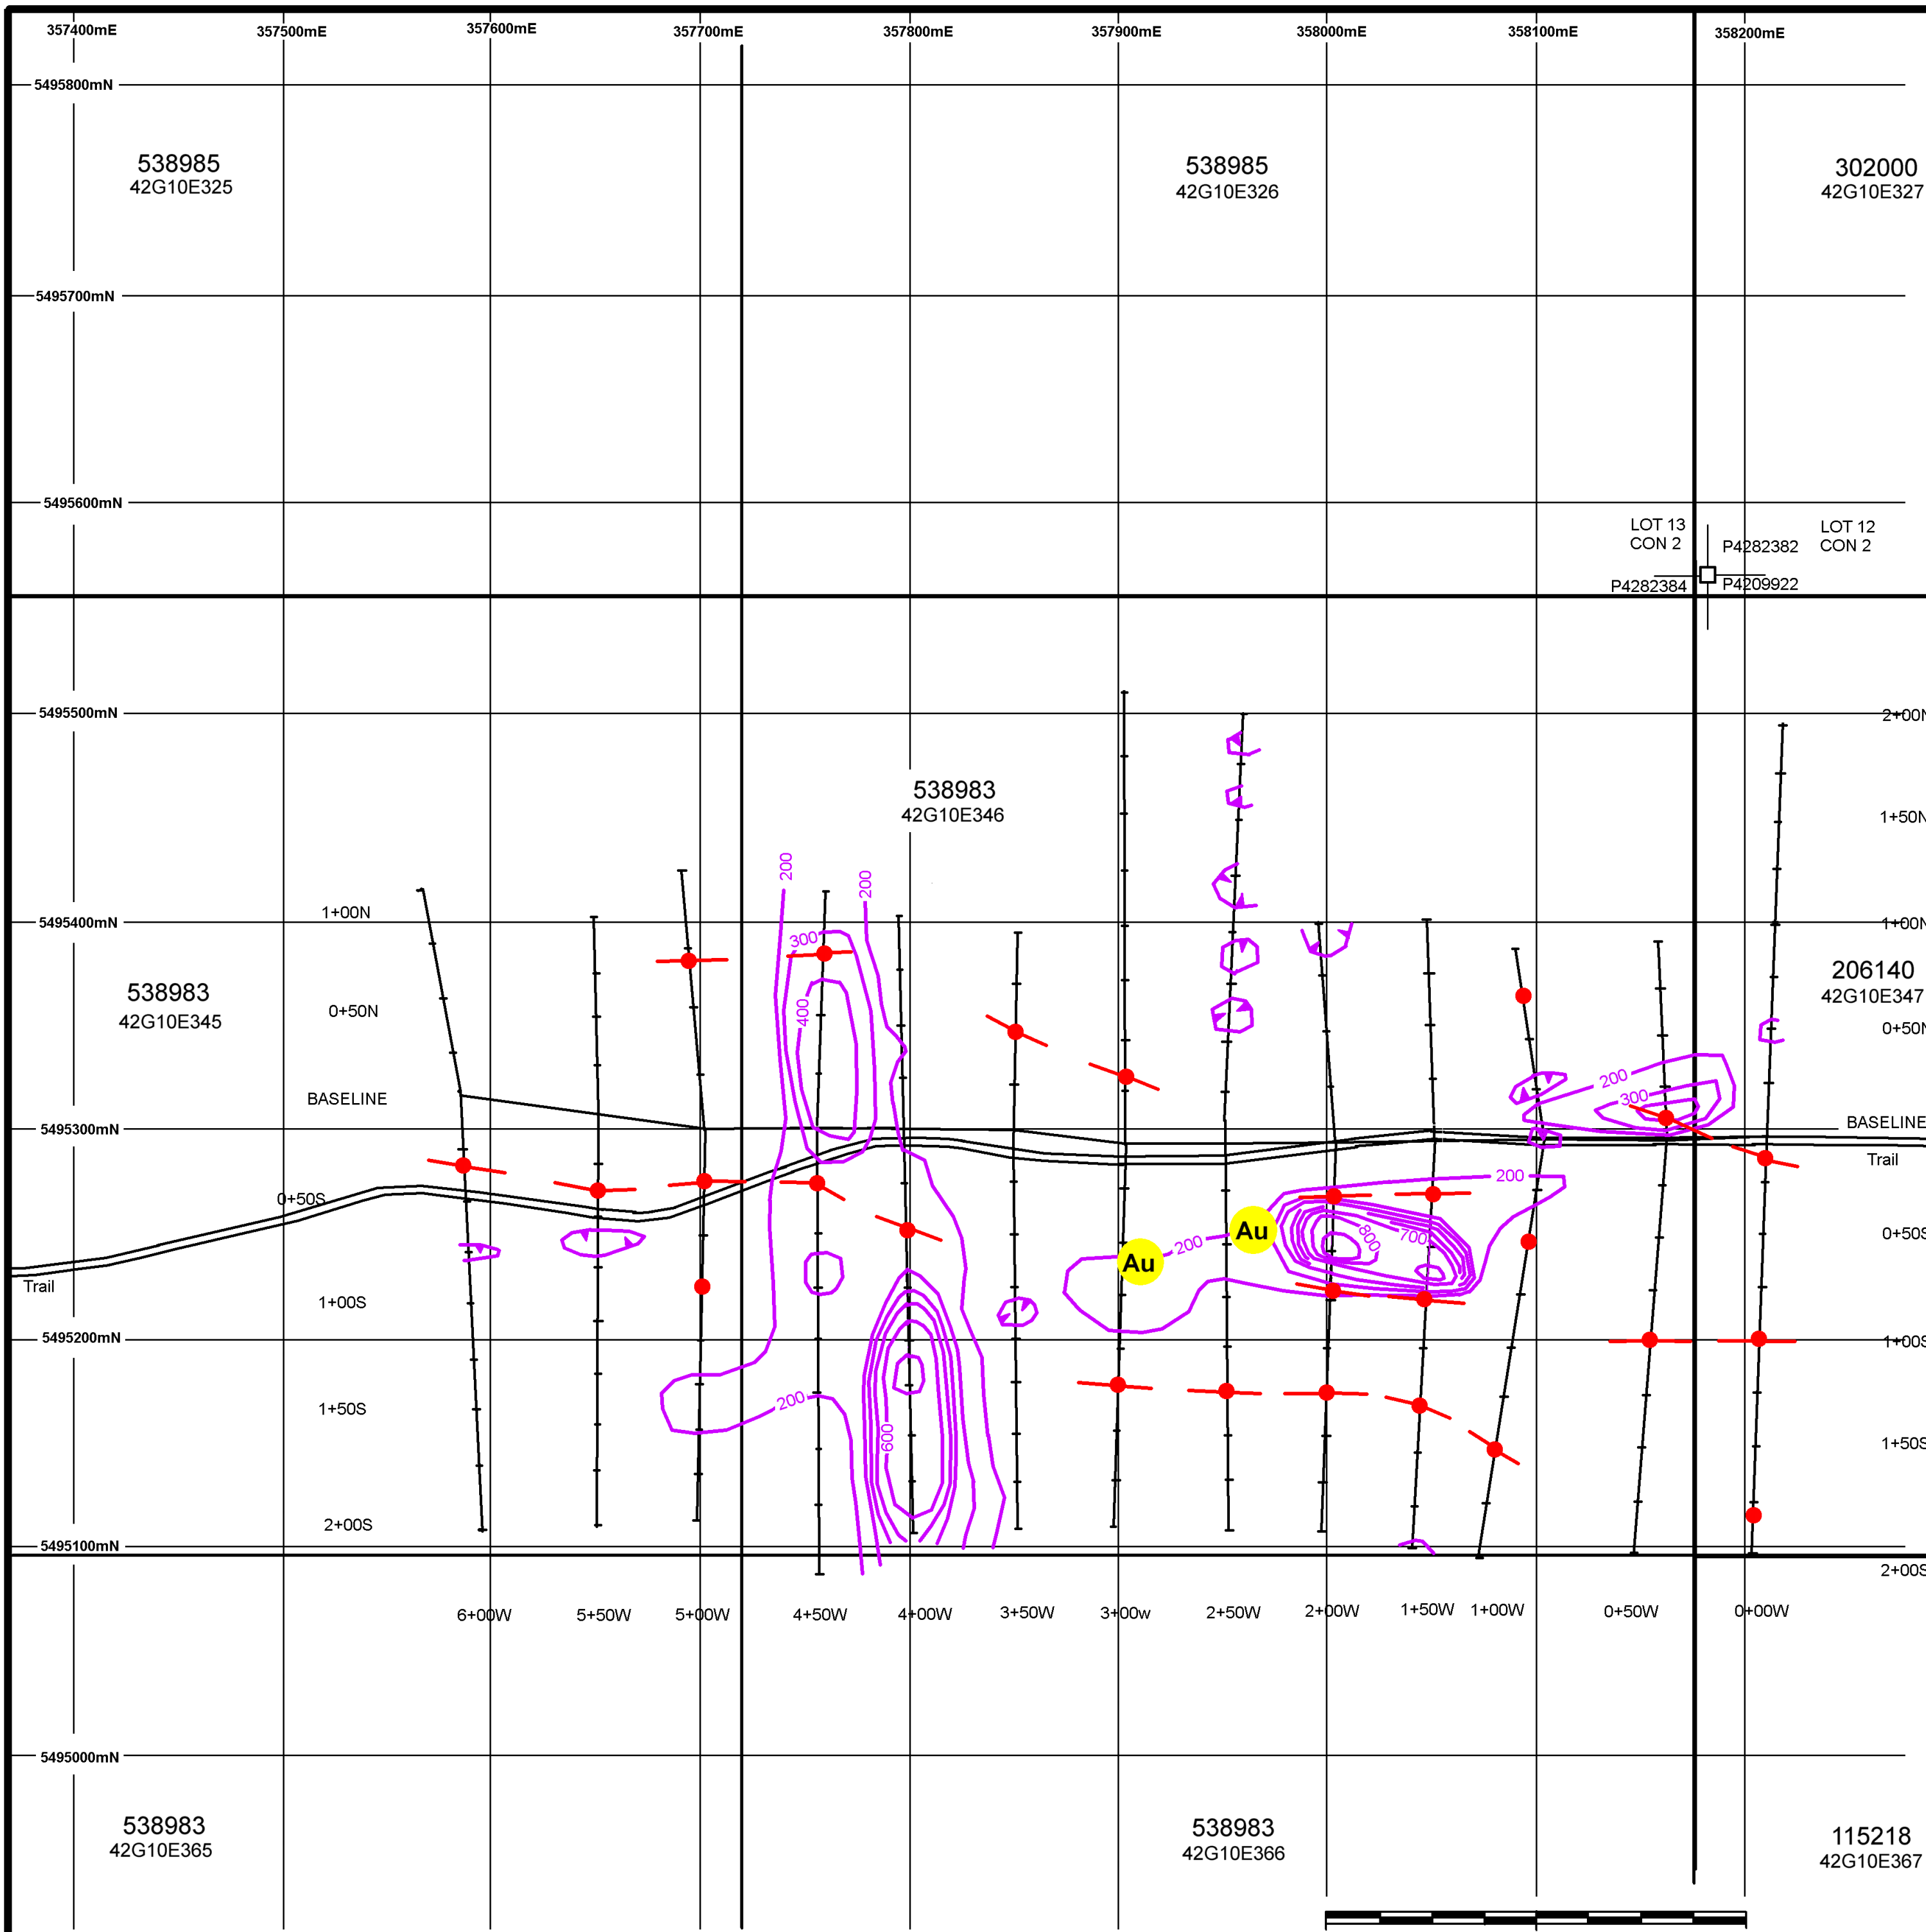 357400mE 357500mE 357600mE 357700mE 357800mE 357900mE 358000mE 358100mE 358200mE
5495800mN
538985 538985 302000
42G10E325 42G10E326 42G10E327
5495700mN
5495600mN
LOT 13 LOT 12
CON 2 P4282382 CON 2
P4282384 P4209922
5495500mN 2+00N
538983
42G10E346 1+50N
200 200
1+00N
5495400mN 1+00N
300
538983 206140
42G10E345 42G10E347
0+50N 400 0+50N
200
300
BASELINE BASELINE
5495300mN
Trail
200
0+50S 0+50S
Au Au 200 800 700
Trail
1+00S
5495200mN 1+00S
200
1+50S 600 1+50S
2+00S
5495100mN
2+00S
6+00W 5+50W 5+00W 4+50W 4+00W 3+50W 3+00w 2+50W 2+00W 1+50W 1+00W 0+50W 0+00W
5495000mN
538983 538983 115218
42G10E365 42G10E366 42G10E367